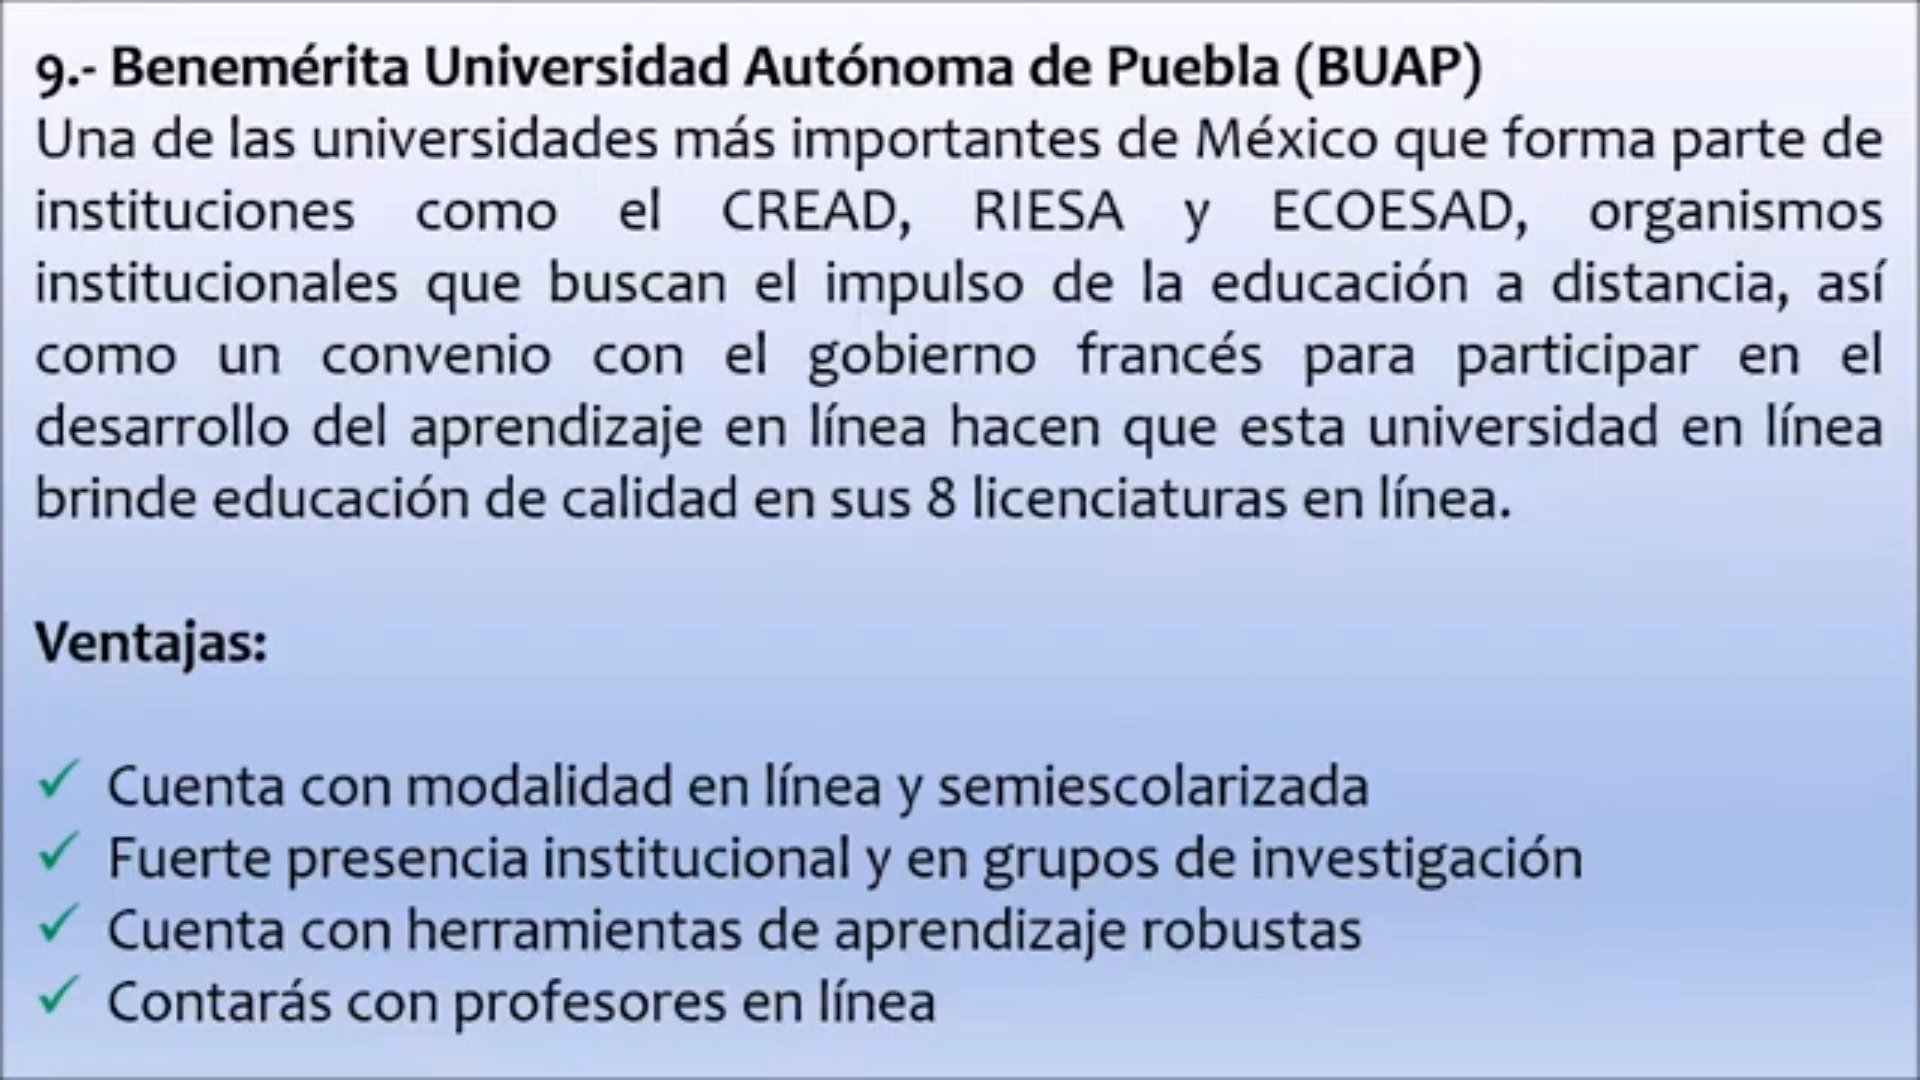 9.- Benemérita Universidad Autónoma de Puebla (BUAP)
Una de las universidades más importantes de México que forma parte de
instituciones como el CREAD, RIESA y ECOESAD, organismos
institucionales que buscan el impulso de la educación a distancia, así
como un convenio con el gobierno francés para participar en el
desarrollo del aprendizaje en línea hacen que esta universidad en línea
brinde educación de calidad en sus 8 licenciaturas en línea.
Ventajas:
✓ Cuenta con modalidad en línea y semiescolarizada
✓ Fuerte presencia institucional y en grupos de investigación
✓ Cuenta con herramientas de aprendizaje robustas
✓ Contarás con profesores en línea